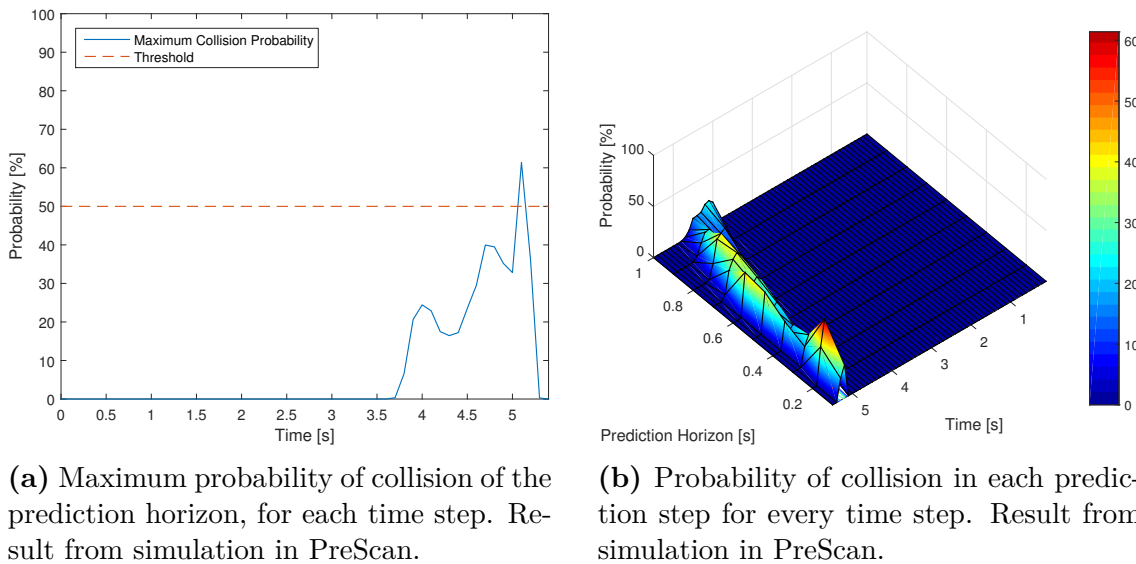 100
90
80
70
60
50
40
30
20
10
0
Probability [%]
Maximum Collision Probability
Threshold
0 0.5 1 1.5 2 2.5 3 3.5 4 4.5 5
Time [s]
100
50
0
Probability [%]
1
0.8
0.6
0.4
0.2
Prediction Horizon [s]
5
4
3
2
1
Time [s]
60
50
40
30
20
10
0
(a) Maximum probability of collision of the
prediction horizon, for each time step. Re-
sult from simulation in PreScan.
(b) Probability of collision in each predic-
tion step for every time step. Result from
simulation in PreScan.